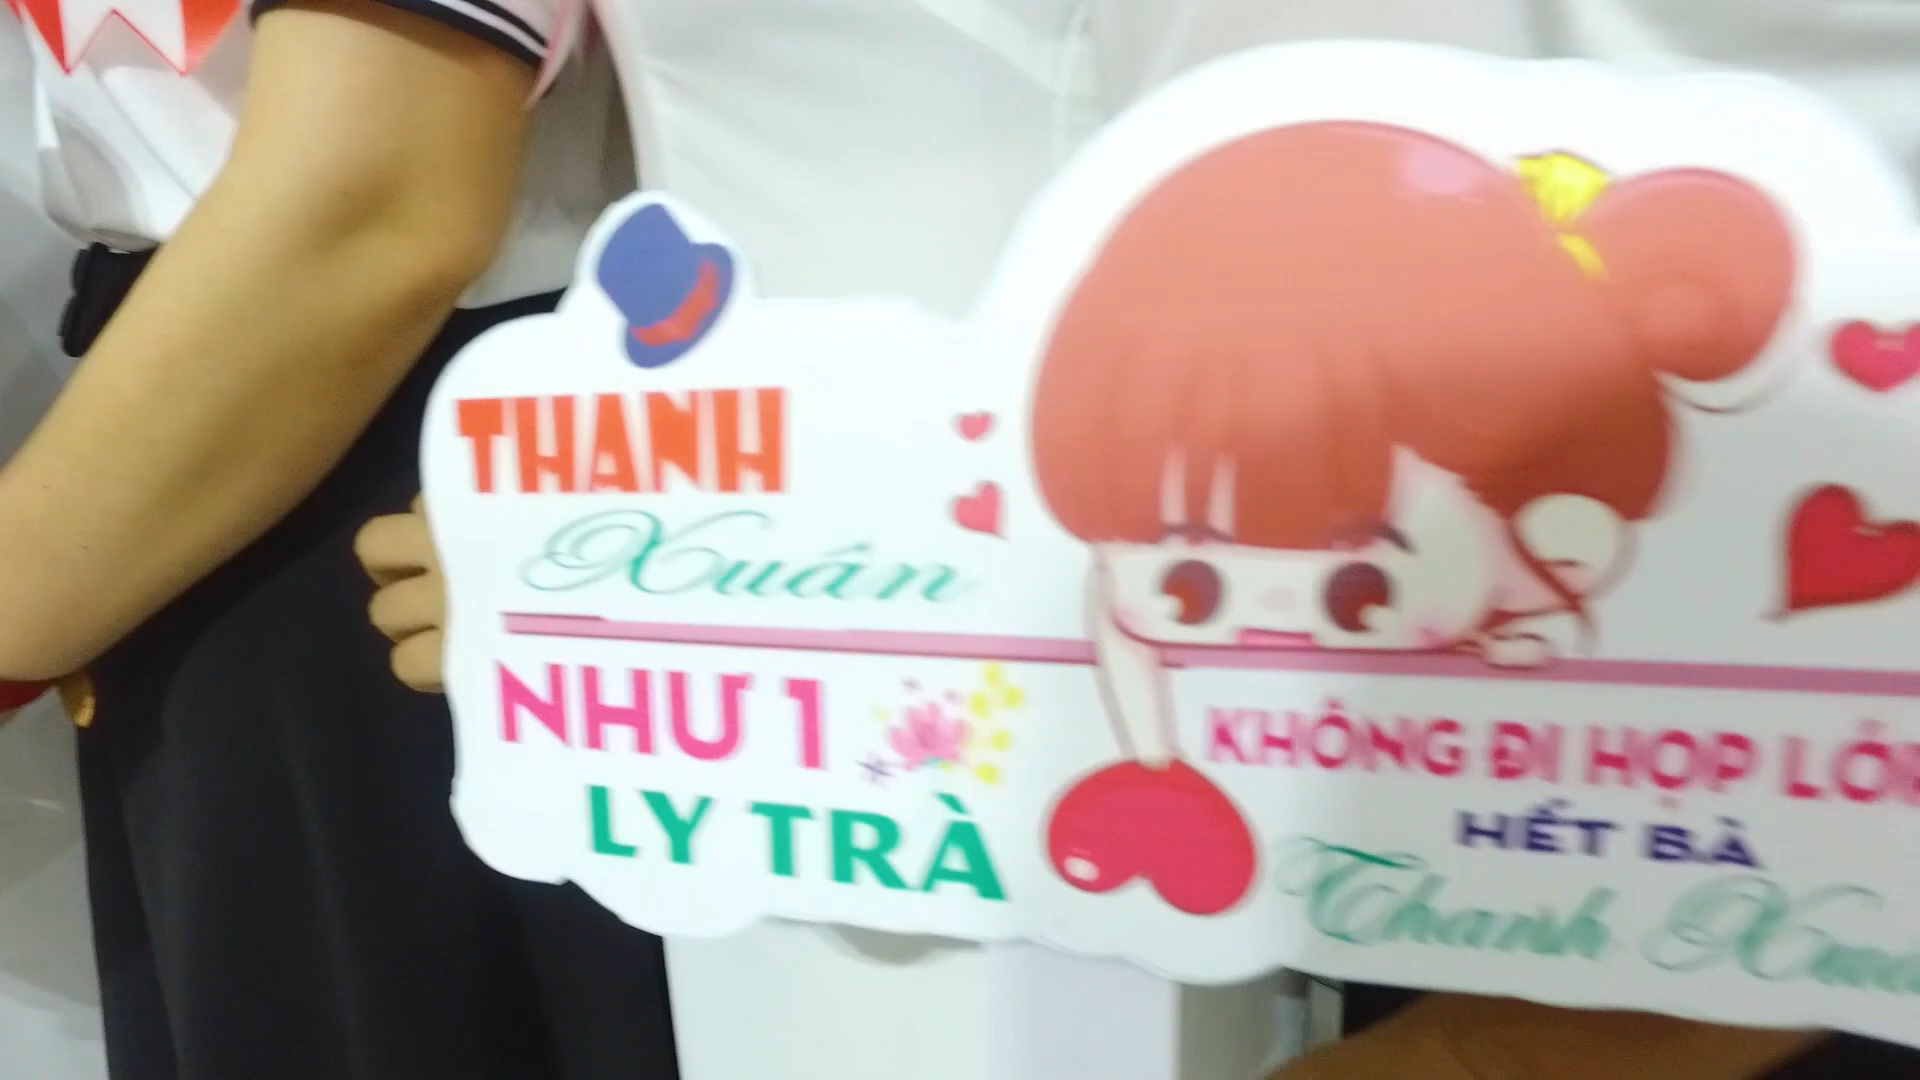 THANH
Xuân
NHƯ 1
LY TRÀ
KHÔNG ĐI HỌP LỚP
HẾT BÀ
Thanh